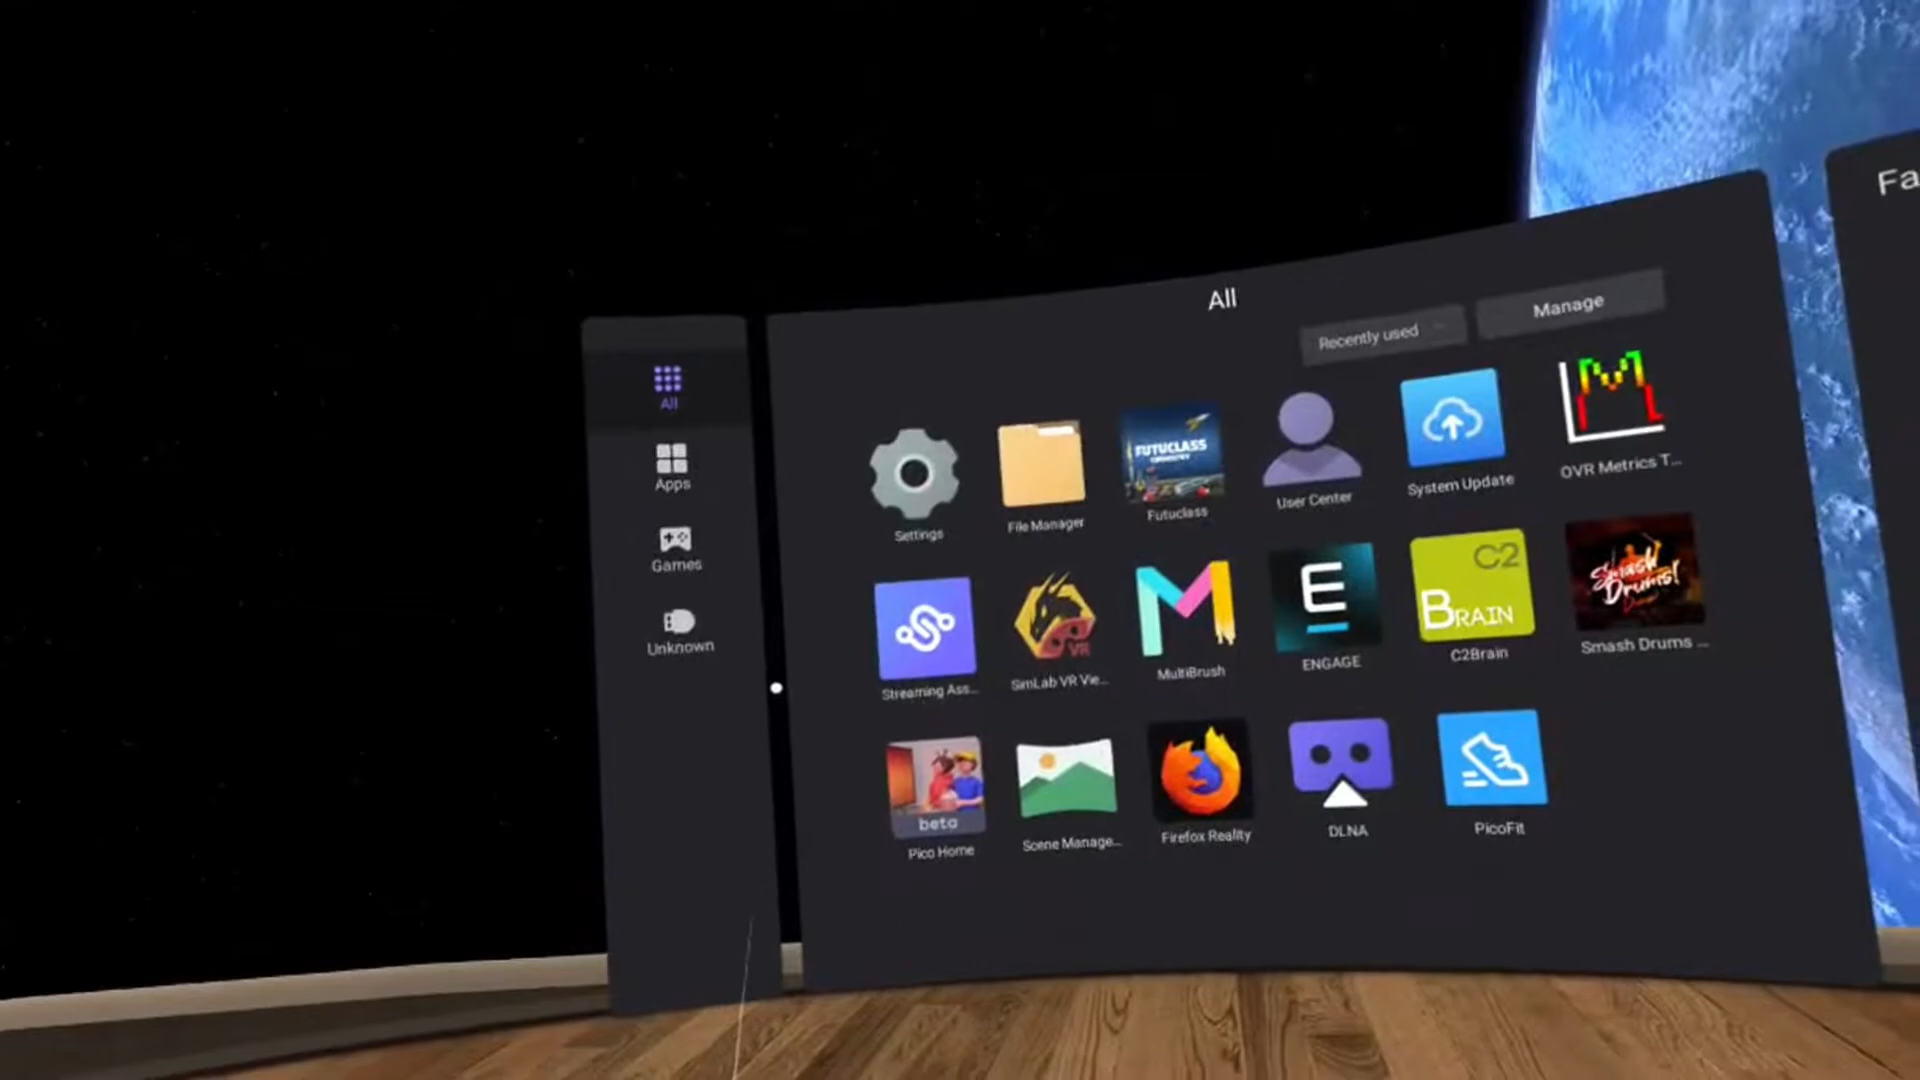 Fa
All
Recently used
Manage
All
Apps
Games
Unknown
FUTUCLASS
Settings
File Manager
Futuclass
User Center
System Update
OVR Metrics T...
VR
E
C2
BRAIN
Smash
Drums!
Streaming Ass...
SimLab VR Vie...
MultiBrush
ENGAGE
C2Brain
Smash Drums ...
beta
Pico Home
Scene Manage...
Firefox Reality
DLNA
PicoFit